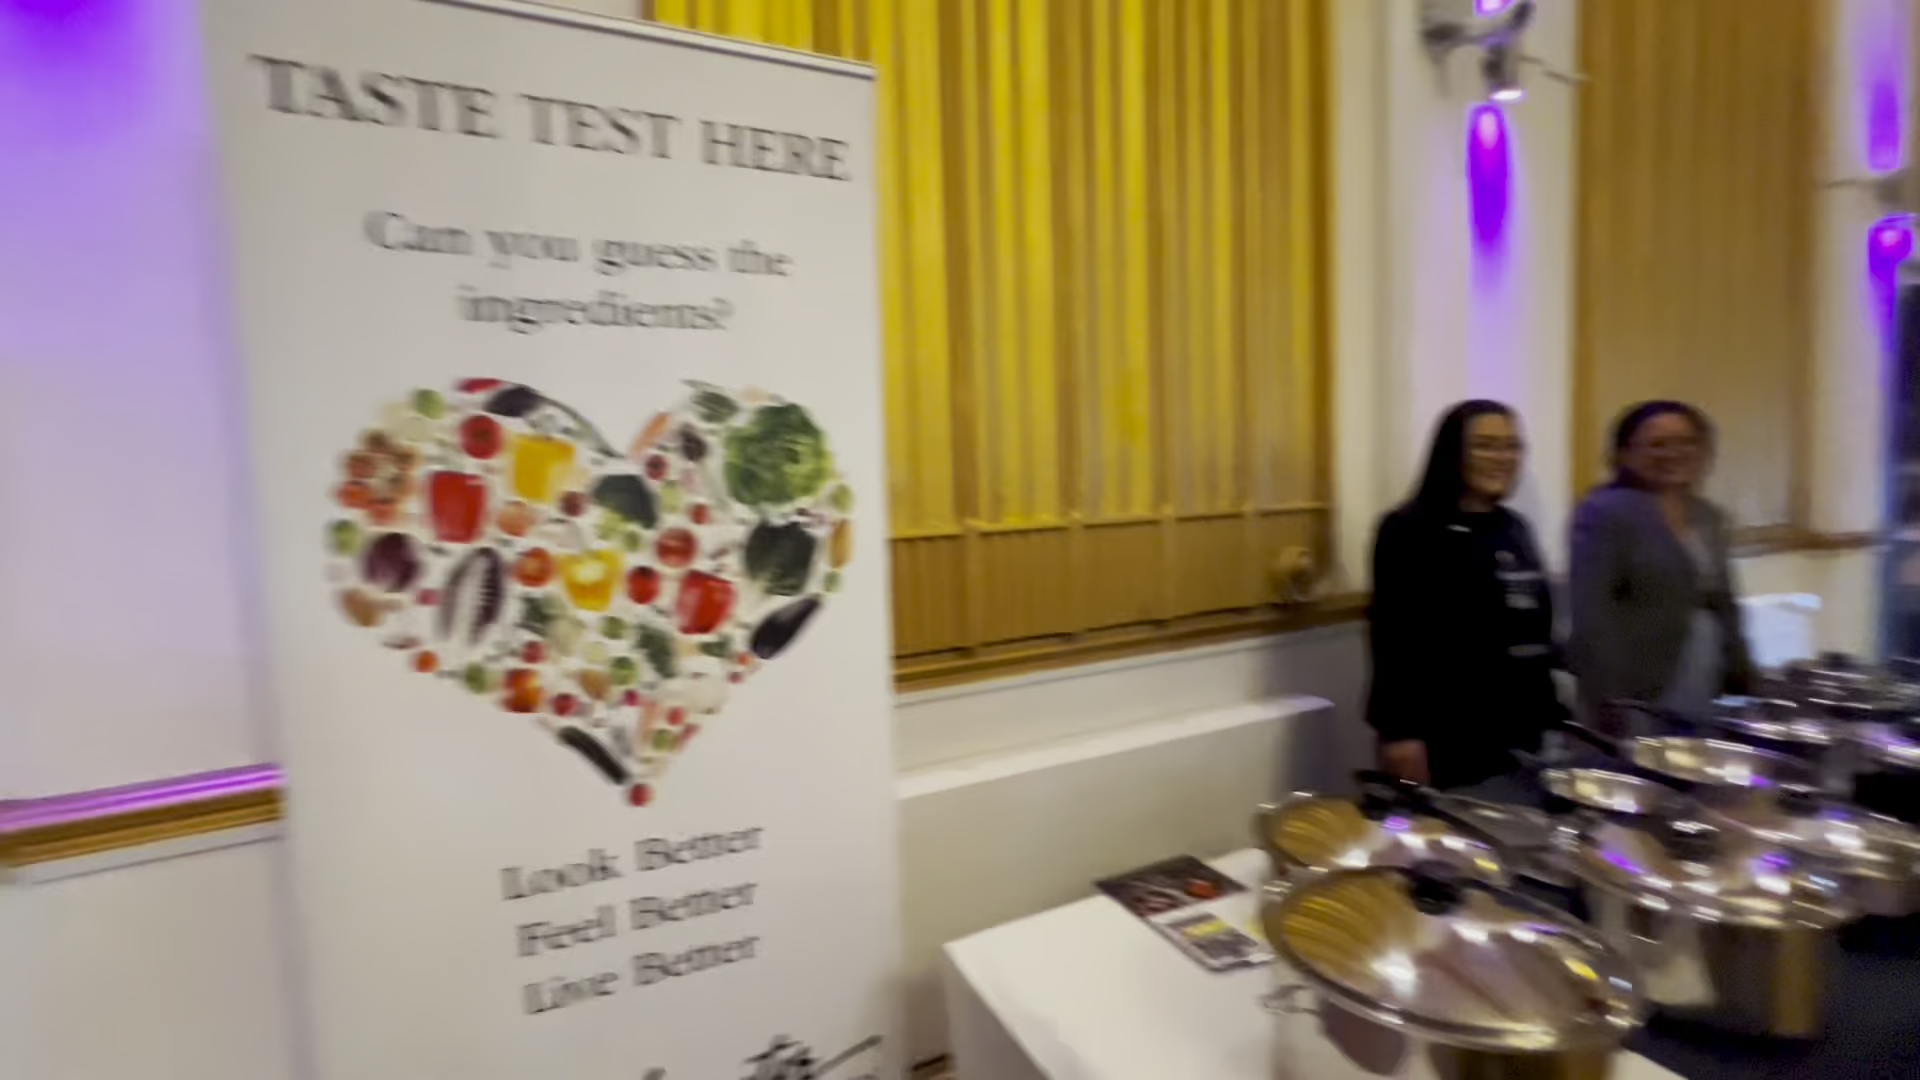 TASTE TEST HERE
Can you guess the
ingredients?
Look Better
Feel Better
Live Better